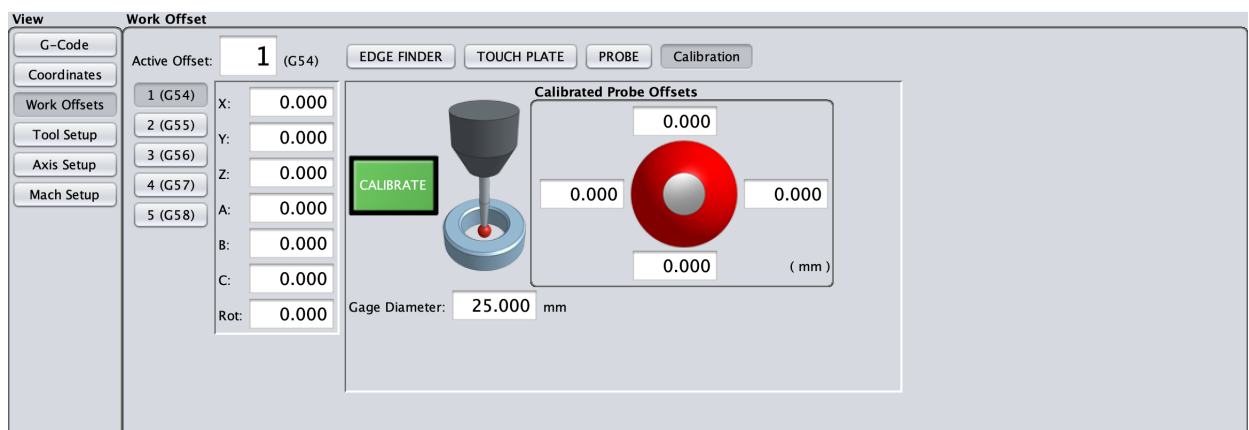 View
G-Code
Coordinates
Work Offsets
Tool Setup
Axis Setup
Mach Setup
Work Offset
Active Offset: 1 (G54)
EDGE FINDER TOUCH PLATE PROBE Calibration
1 (G54)
2 (G55)
3 (G56)
4 (G57)
5 (G58)
X: 0.000
Y: 0.000
Z: 0.000
A: 0.000
B: 0.000
C: 0.000
Rot: 0.000
CALIBRATE
Calibrated Probe Offsets
0.000
0.000 0.000
0.000 ( mm )
Gage Diameter: 25.000 mm